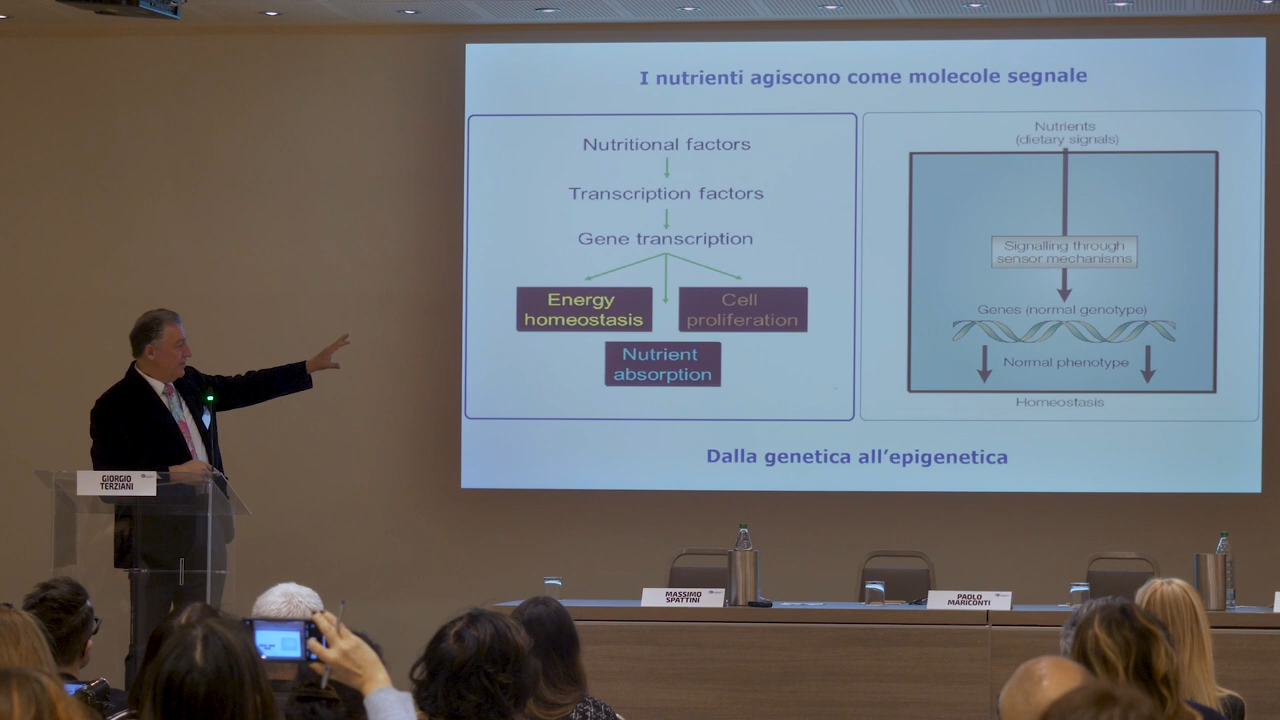 I nutrienti agiscono come molecole segnale
Nutritional factors
Transcription factors
Gene transcription
Energy
homeostasis
Cell
proliferation
Nutrient
absorption
Nutrients
(dietary signals)
Signalling through
sensor mechanisms
Genes (normal genotype)
Normal phenotype
Homeostasis
Dalla genetica all'epigenetica
GIORGIO
TERZIANI
MASSIMO
SPATTINI
PAOLO
MARICONTI